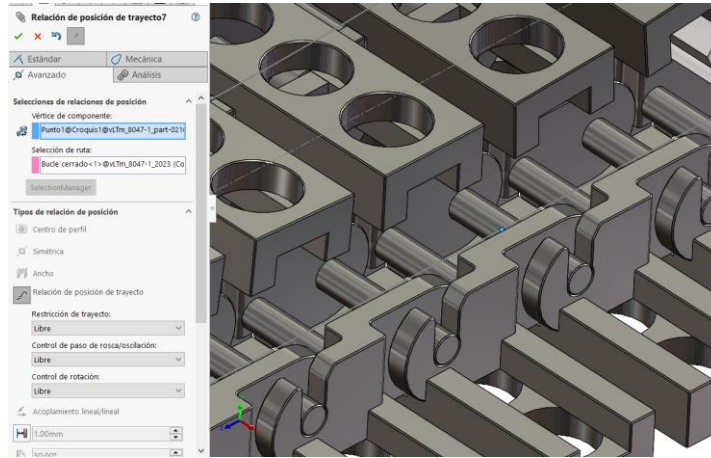 Relación de posición de trayecto7
Estándar
Mecánica
Avanzado
Análisis
Selecciones de relaciones de posición
Vértice de componente:
Punto1@Croquis1@vLTm_8047-1_part-021(
Selección de ruta:
Bucle cerrado<1>@vLTm_8047-1_2023 (Co
SelectionManager
Tipos de relación de posición
Centro de perfil
Simétrica
Ancho
Relación de posición de trayecto
Restricción de trayecto:
Libre
Control de paso de rosca/oscilación:
Libre
Control de rotación:
Libre
Acoplamiento lineal/lineal
1.00mm
30.00°